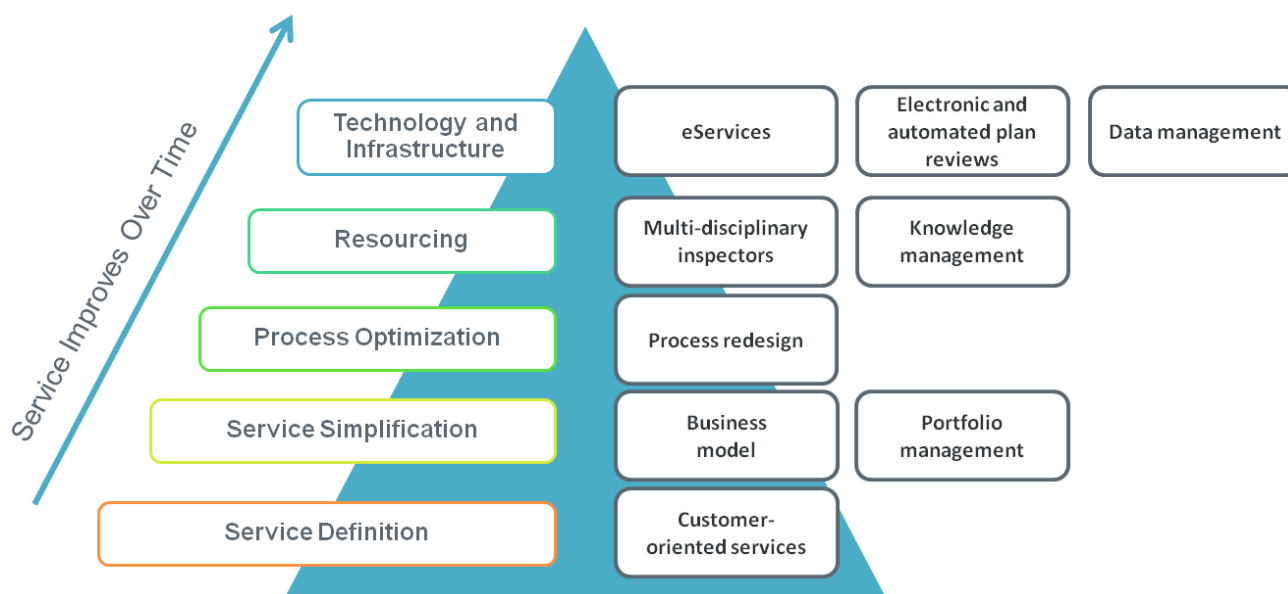 Service Improves Over Time
Technology and
Infrastructure
eServices
Electronic and
automated plan
reviews
Data management
Resourcing
Multi-disciplinary
inspectors
Knowledge
management
Process Optimization
Process redesign
Service Simplification
Business
model
Portfolio
management
Service Definition
Customer-
oriented services